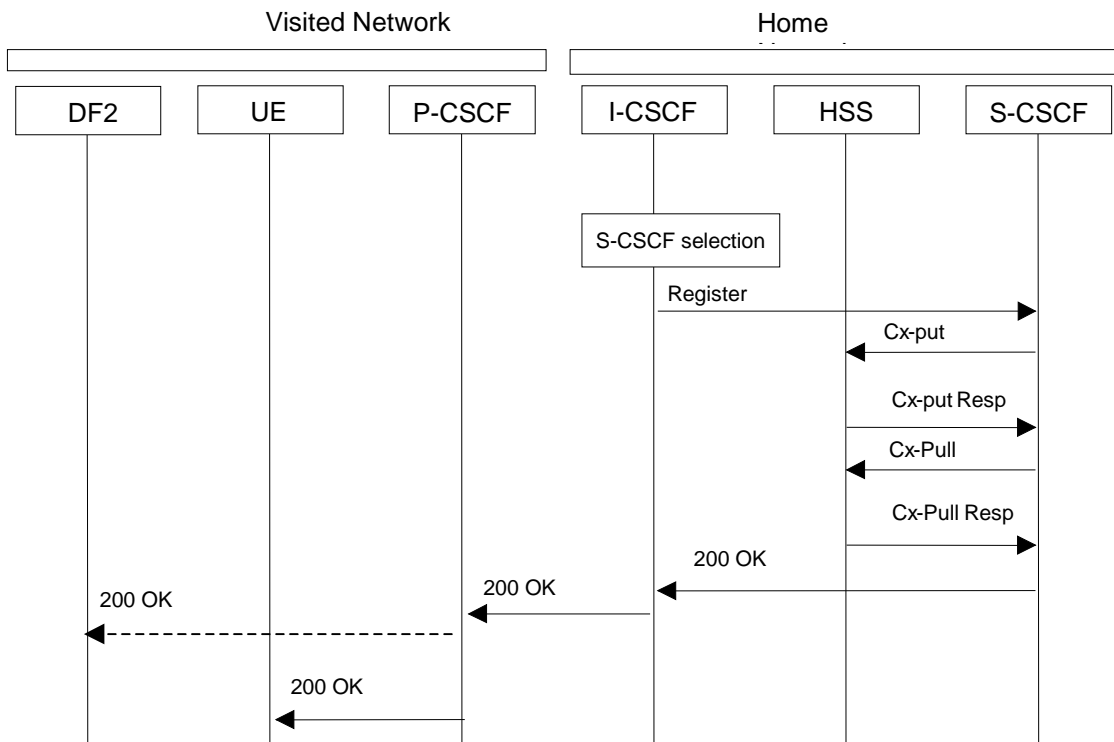 Visited Network
Home
DF2
UE
P-CSCF
I-CSCF
HSS
S-CSCF
S-CSCF selection
Register
Cx-put
Cx-put Resp
Cx-Pull
Cx-Pull Resp
200 OK
200 OK
200 OK
200 OK